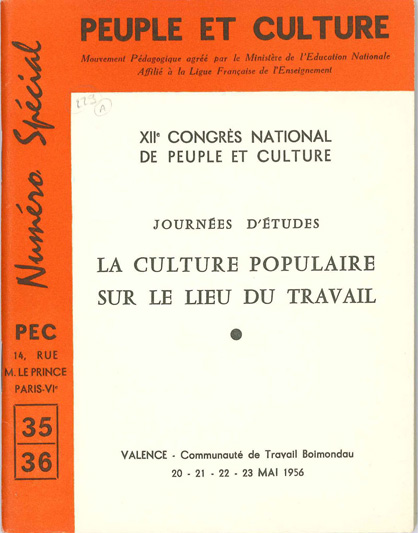 PEUPLE ET CULTURE
Mouvement Pédagogique agréé par le Ministère de l'Education Nationale
Affilié à la Ligue Française de l'Enseignement
Numéro Spécial
223
A
XIIe CONGRÈS NATIONAL
DE PEUPLE ET CULTURE
JOURNÉES D'ÉTUDES
LA CULTURE POPULAIRE
SUR LE LIEU DU TRAVAIL
PEC
14, RUE
M. LE PRINCE
PARIS-VIe
35
36
VALENCE - Communauté de Travail Boimondau
20 - 21 - 22 - 23 MAI 1956